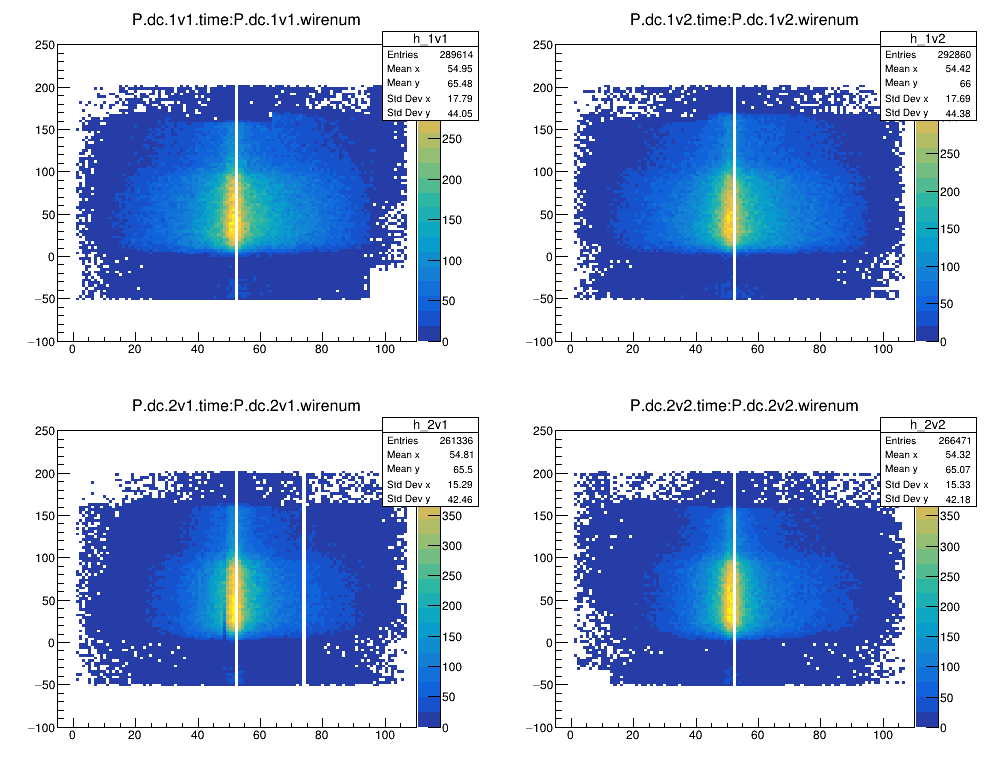 P.dc.1v1.time:P.dc.1v1.wirenum
h_1v1
Entries 289614
Mean x 54.95
Mean y 65.48
Std Dev x 17.79
Std Dev y 44.05
250
200
150
100
50
0
−50
−100
0 20 40 60 80 100
250
200
150
100
50
0
P.dc.1v2.time:P.dc.1v2.wirenum
h_1v2
Entries 292860
Mean x 54.42
Mean y 66
Std Dev x 17.69
Std Dev y 44.38
250
200
150
100
50
0
−50
−100
0 20 40 60 80 100
250
200
150
100
50
0
P.dc.2v1.time:P.dc.2v1.wirenum
h_2v1
Entries 261336
Mean x 54.81
Mean y 65.5
Std Dev x 15.29
Std Dev y 42.46
250
200
150
100
50
0
−50
−100
0 20 40 60 80 100
350
300
250
200
150
100
50
0
P.dc.2v2.time:P.dc.2v2.wirenum
h_2v2
Entries 266471
Mean x 54.32
Mean y 65.07
Std Dev x 15.33
Std Dev y 42.18
250
200
150
100
50
0
−50
−100
0 20 40 60 80 100
350
300
250
200
150
100
50
0